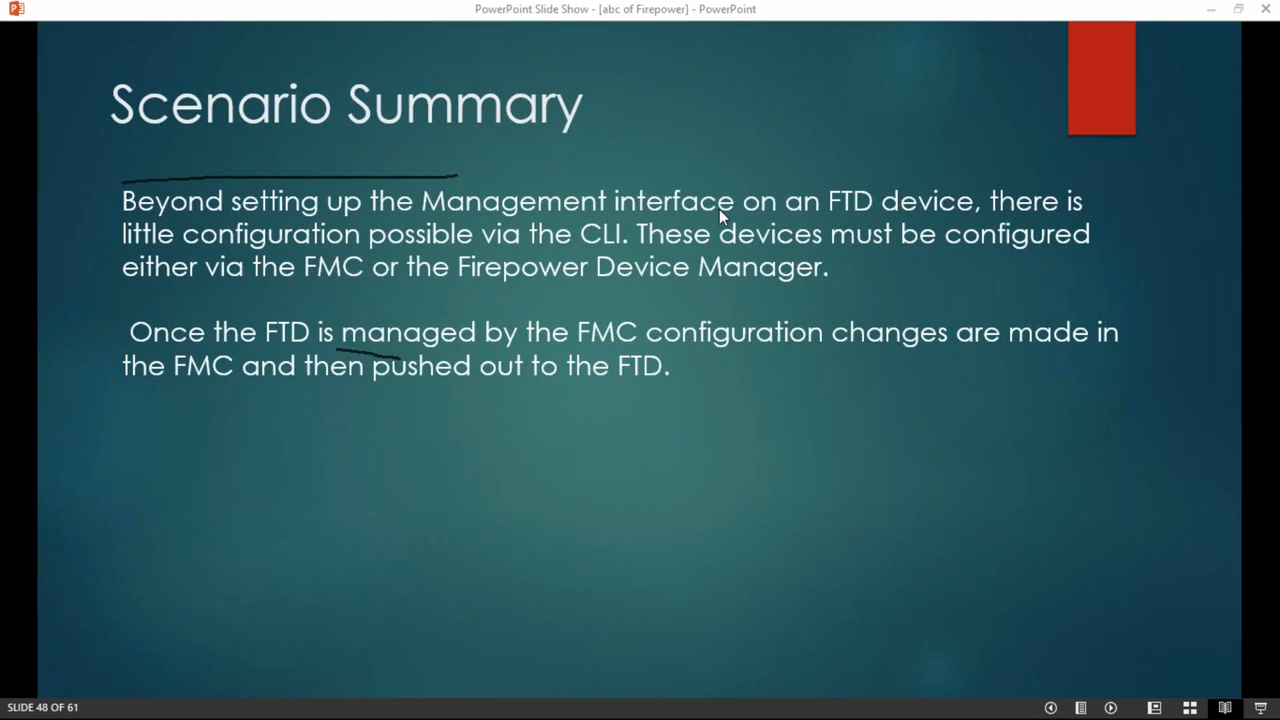 PowerPoint Slide Show - [abc of Firepower] - PowerPoint
Scenario Summary
Beyond setting up the Management interface on an FTD device, there is
little configuration possible via the CLI. These devices must be configured
either via the FMC or the Firepower Device Manager.
Once the FTD is managed by the FMC configuration changes are made in
the FMC and then pushed out to the FTD.
SLIDE 48 OF 61